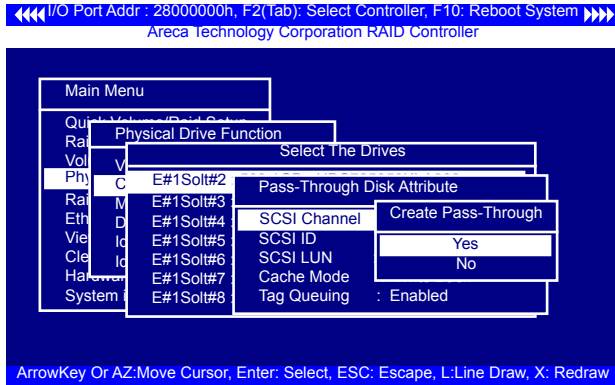 I/O Port Addr : 28000000h, F2(Tab): Select Controller, F10: Reboot System
Areca Technology Corporation RAID Controller
Main Menu
Physical Drive Function
Select The Drives
E#1Solt#2
Pass-Through Disk Attribute
E#1Solt#3
Create Pass-Through
SCSI Channel
E#1Solt#4
Yes
SCSI ID
E#1Solt#5
No
SCSI LUN
E#1Solt#6
Cache Mode
E#1Solt#7
System
Tag Queuing : Enabled
E#1Solt#8
ArrowKey Or AZ:Move Cursor, Enter: Select, ESC: Escape, L:Line Draw, X: Redraw